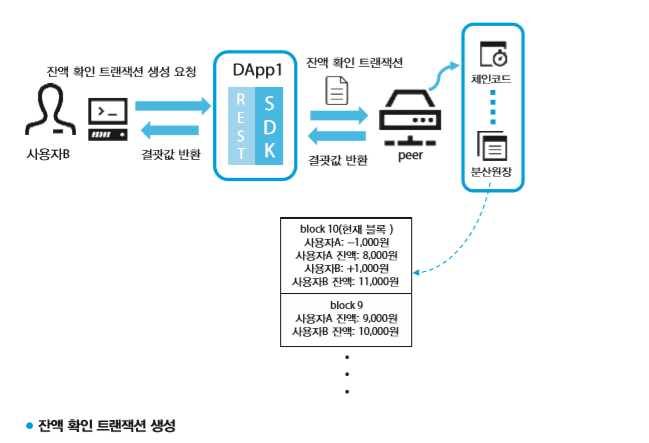 잔액 확인 트랜잭션 생성 요청
사용자B
결괏값 반환
DApp1
REST
SDK
잔액 확인 트랜잭션
결괏값 반환
peer
체인코드
분산원장
block 10(현재 블록 )
사용자A: −1,000원
사용자A 잔액: 8,000원
사용자B: +1,000원
사용자B 잔액: 11,000원
block 9
사용자A 잔액: 9,000원
사용자B 잔액: 10,000원
잔액 확인 트랜잭션 생성